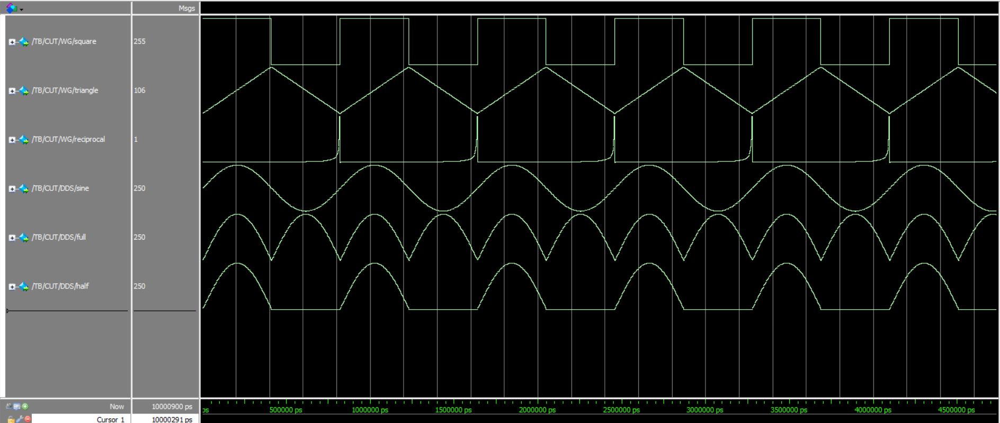 Msgs
/TB/CUT/WG/square 255
/TB/CUT/WG/triangle 106
/TB/CUT/WG/reciprocal 1
/TB/CUT/DDS/sine 250
/TB/CUT/DDS/full 250
/TB/CUT/DDS/half 250
Now 10000900 ps
ps 500000 ps 1000000 ps 1500000 ps 2000000 ps 2500000 ps 3000000 ps 3500000 ps 4000000 ps 4500000 ps
Cursor 1 10000291 ps